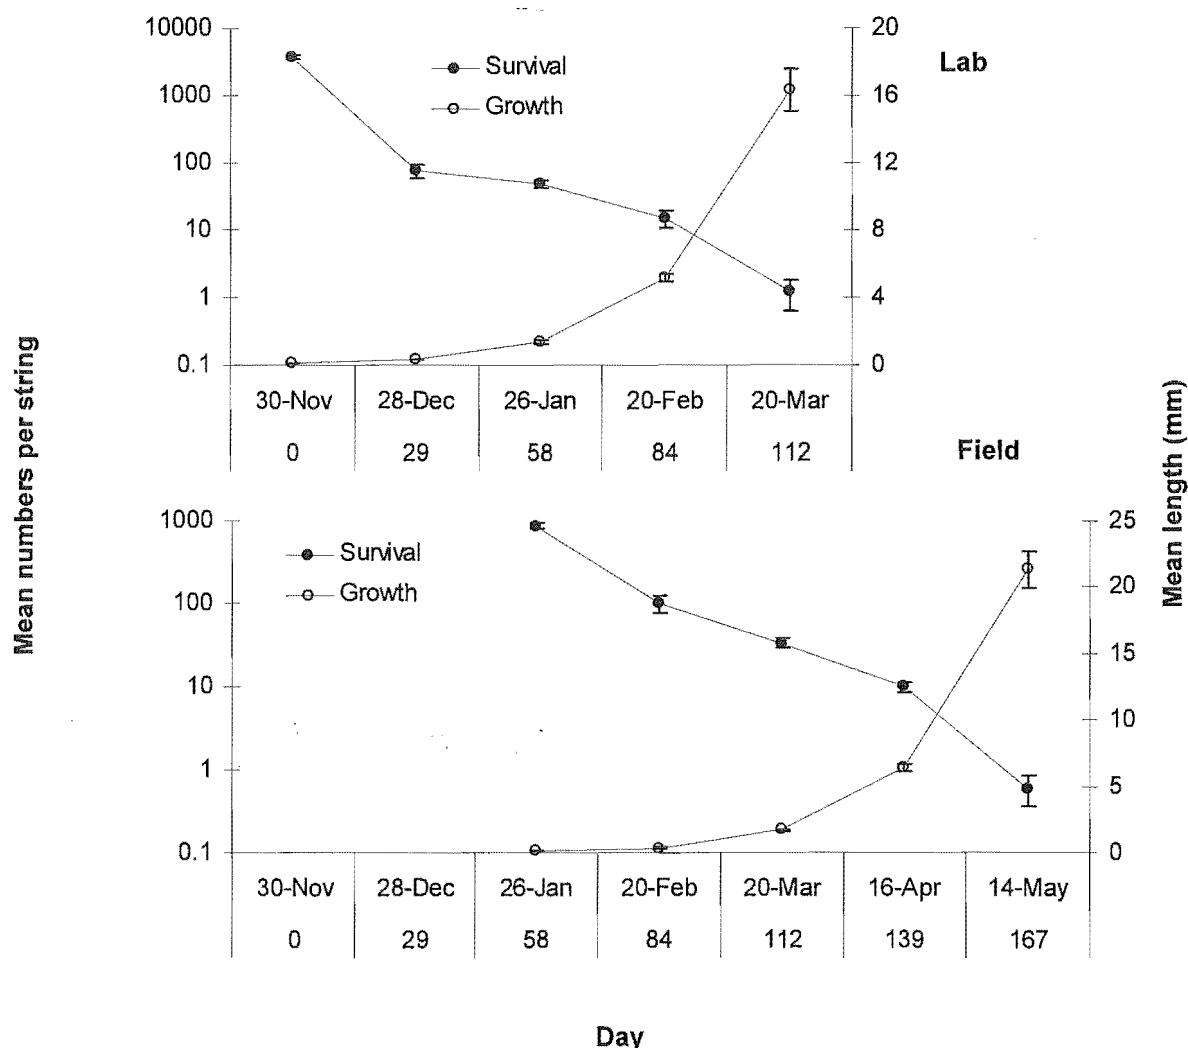 10000
1000
100
10
1
0.1
Survival
Growth
20
16
12
8
4
0
Lab
30-Nov 28-Dec 26-Jan 20-Feb 20-Mar
0 29 58 84 112
Field
Mean numbers per string
Mean length (mm)
1000
100
10
1
0.1
Survival
Growth
25
20
15
10
5
0
30-Nov 28-Dec 26-Jan 20-Feb 20-Mar 16-Apr 14-May
0 29 58 84 112 139 167
Day